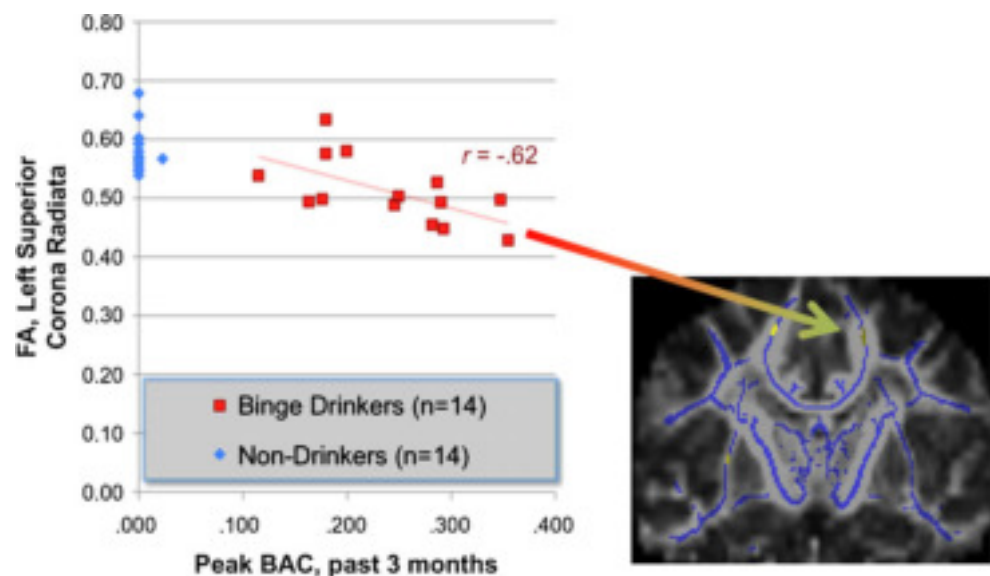 0.80
0.70
0.60
0.50
0.40
0.30
0.20
0.10
0.00
FA, Left Superior
Corona Radiata
r = -.62
Binge Drinkers (n=14)
Non-Drinkers (n=14)
.000 .100 .200 .300 .400
Peak BAC, past 3 months